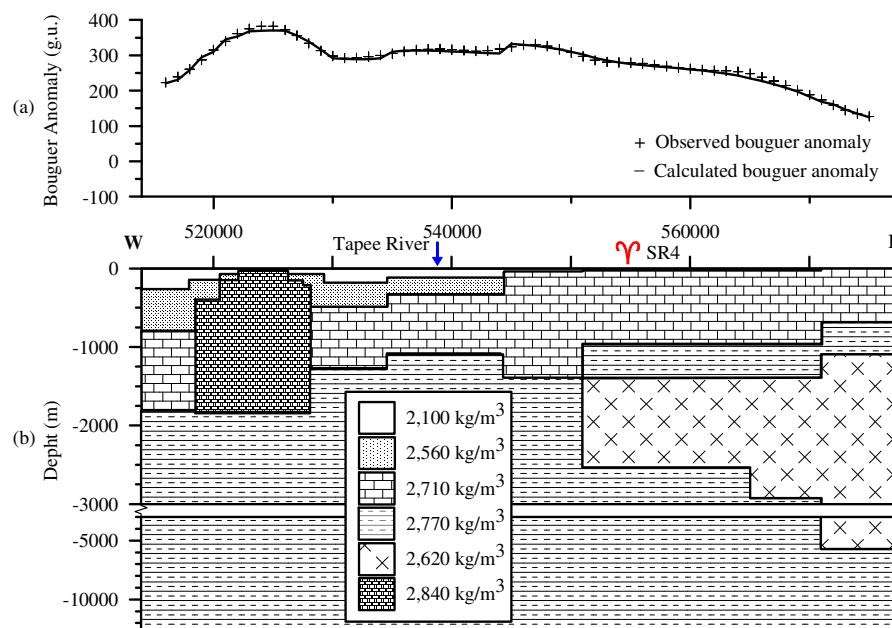 400
300
200
100
0
-100
Bouguer Anomaly (g.u.)
(a)
+ Observed bouguer anomaly
− Calculated bouguer anomaly
520000 540000 560000
W
Tapee River
SR4
0
-1000
-2000
-3000
-5000
-10000
Depht (m)
(b)
2,100 kg/m³
2,560 kg/m³
2,710 kg/m³
2,770 kg/m³
2,620 kg/m³
2,840 kg/m³